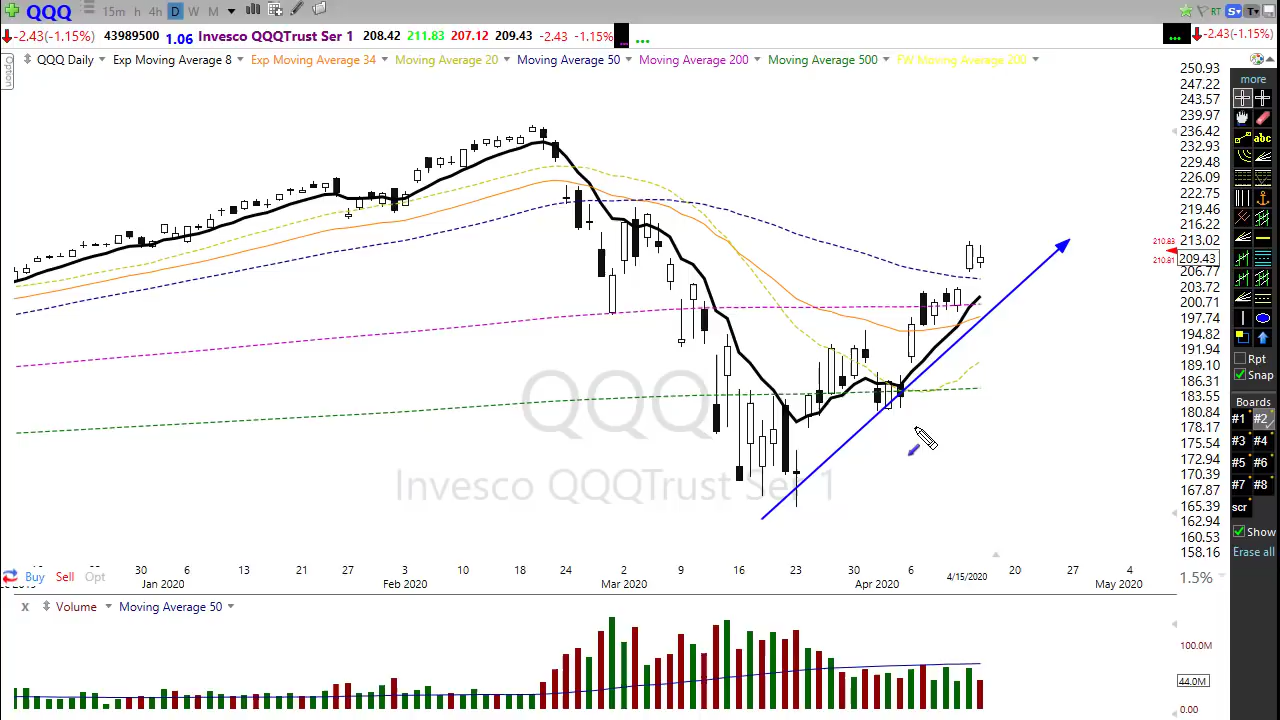 QQQ 15m h 4h D W M RT S T
-2.43(-1.15%) 43989500 1.06 Invesco QQQTrust Ser 1 208.42 211.83 207.12 209.43 -2.43 -1.15% ... ... -2.43(-1.15%)
Option
QQQ Daily Exp Moving Average 8 Exp Moving Average 34 Moving Average 20 Moving Average 50 Moving Average 200 Moving Average 500 FW Moving Average 200
250.93
247.22
243.57
239.97
236.42
232.93
229.48
226.09
222.75
219.46
216.22
213.02
210.83
209.43
210.81
206.77
203.72
200.71
197.74
194.82
191.94
189.10
186.31
183.55
180.84
178.17
175.54
172.94
170.39
167.87
165.39
162.94
160.53
158.16
QQQ
Invesco QQQTrust Ser 1
more
abc
Rpt
Snap
Boards
#1 #2
#3 #4
#5 #6
#7 #8
scr
Show
Erase all
30 6 13 21 27 3 10 18 24 2 9 16 23 30 6 4/15/2020 20 27 4
Jan 2020 Feb 2020 Mar 2020 Apr 2020 May 2020
Buy Sell Opt 1.5%
x Volume Moving Average 50
100.0M
44.0M
0.00